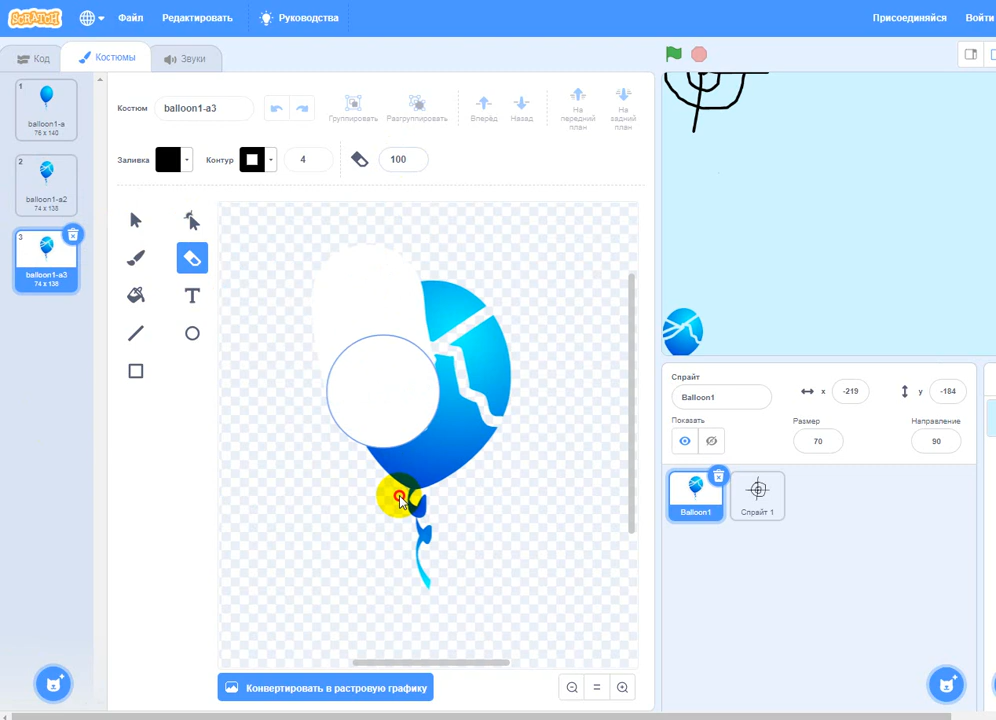 SCRATCH Файл Редактировать Руководства Присоединяйся Войти
Код Костюмы Звуки
1
balloon1-a
76 x 140
2
balloon1-a2
74 x 138
3
balloon1-a3
74 x 138
Костюм balloon1-a3 Группировать Разгруппировать Вперёд Назад На передний план На задний план
Заливка Контур 4 100
T
Конвертировать в растровую графику
Спрайт
Balloon1 x -219 y -184
Показать Размер Направление
70 90
Balloon1 Спрайт 1